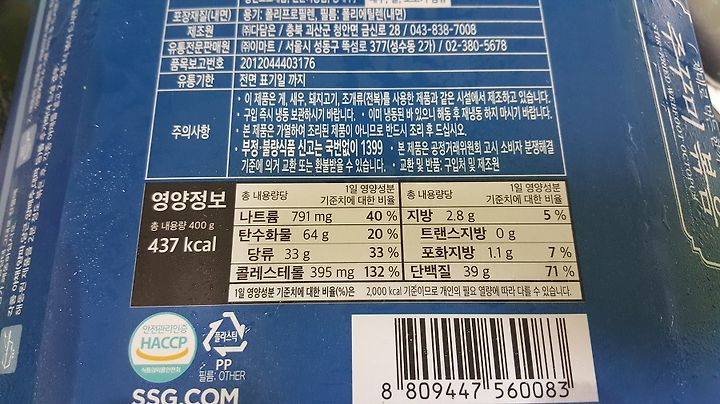 포장재질(내면) 용기: 폴리프로필렌, 필름: 폴리에틸렌(내면)
제조원 ㈜다담은 / 충북 괴산군 청안면 금신로 28 / 043-838-7008
유통전문판매원 ㈜이마트 / 서울시 성동구 뚝섬로 377(성수동 2가) / 02-380-5678
품목보고번호 2012044403176
유통기한 전면 표기일 까지
주의사항
· 이 제품은 게, 새우, 돼지고기, 조개류(전복)를 사용한 제품과 같은 시설에서 제조하고 있습니다.
· 구입 즉시 냉동 보관하시기 바랍니다. · 이미 냉동된 바 있으니 해동 후 재냉동 하지 마시기 바랍니다.
· 본 제품은 가열하여 조리된 제품이 아니므로 반드시 조리 후 드십시오.
· 부정·불량식품 신고는 국번없이 1399 · 본 제품은 공정거래위원회 고시 소비자 분쟁해결
기준에 의거 교환 또는 환불받을 수 있습니다. · 교환 및 반품: 구입처 및 제조원
영양정보
총 내용량 400 g
437 kcal
총 내용량당 1일 영양성분 기준치에 대한 비율
나트륨 791 mg 40 %
탄수화물 64 g 20 %
당류 33 g 33 %
콜레스테롤 395 mg 132 %
총 내용량당 1일 영양성분 기준치에 대한 비율
지방 2.8 g 5 %
트랜스지방 0 g
포화지방 1.1 g 7 %
단백질 39 g 71 %
1일 영양성분 기준치에 대한 비율(%)은 2,000 kcal 기준이므로 개인의 필요 열량에 따라 다를 수 있습니다.
안전관리인증
HACCP
식품의약품안전처
플라스틱
PP
필름: OTHER
SSG.COM
8 809447 560083
쭈꾸미 볶음